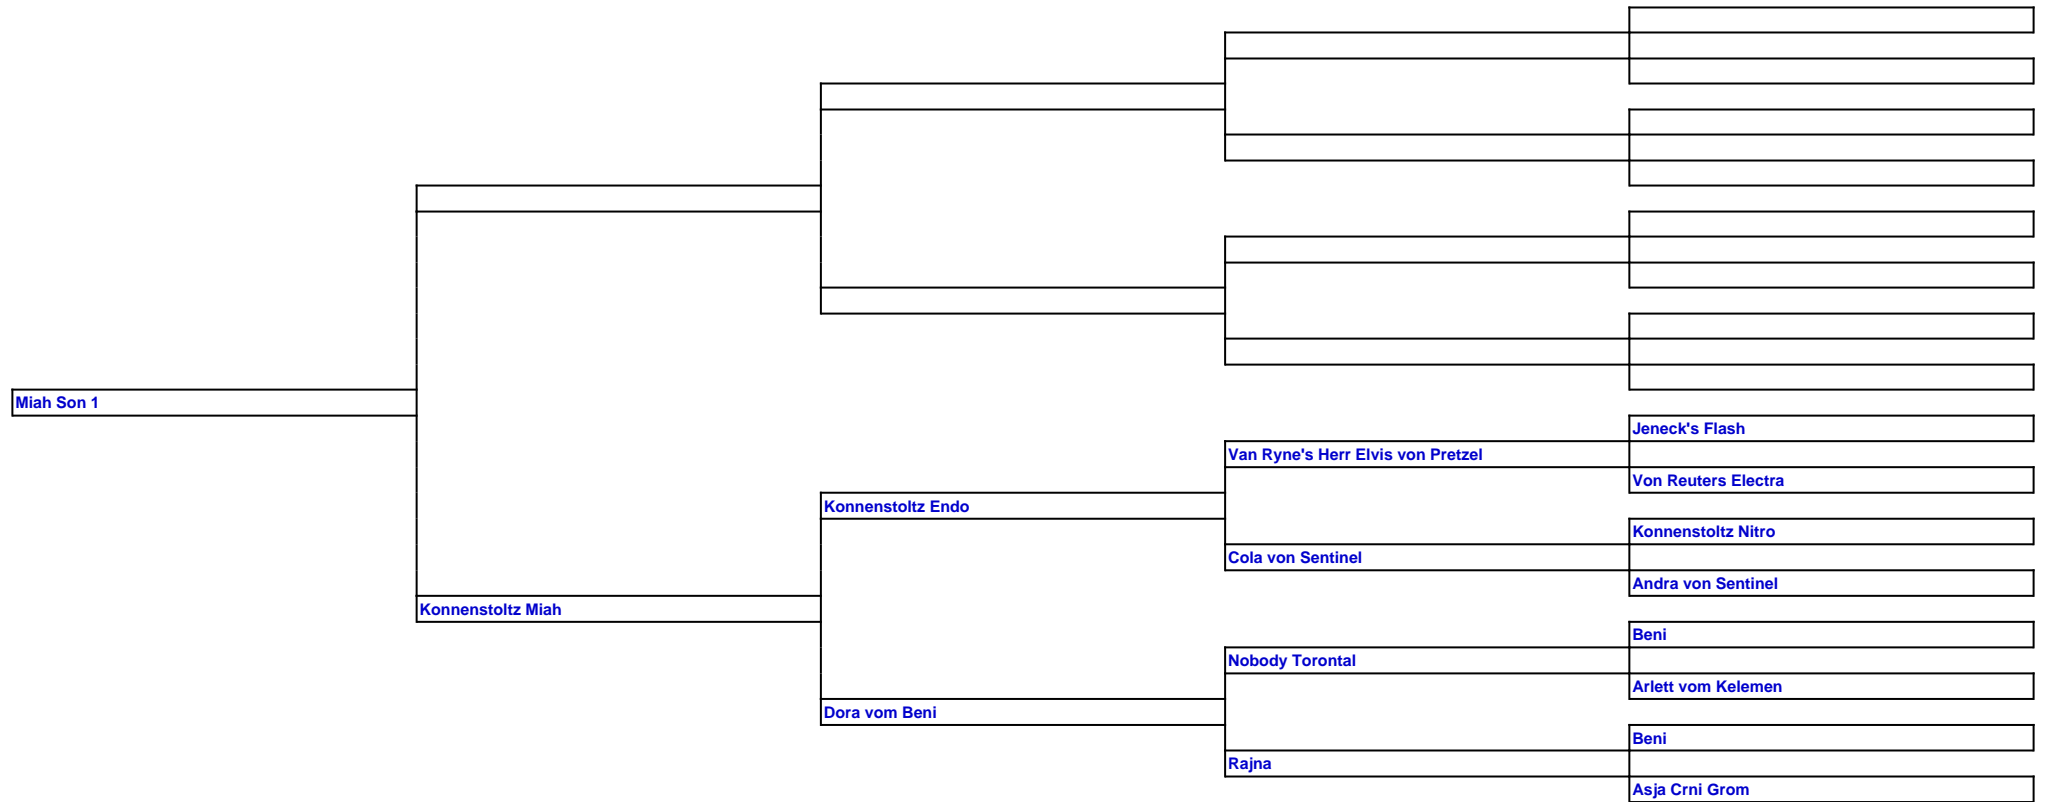 Miah Son 1
Jeneck's Flash
Van Ryne's Herr Elvis von Pretzel
Von Reuters Electra
Konnenstoltz Endo
Konnenstoltz Nitro
Cola von Sentinel
Andra von Sentinel
Konnenstoltz Miah
Beni
Nobody Torontal
Arlett vom Kelemen
Dora vom Beni
Beni
Rajna
Asja Crni Grom